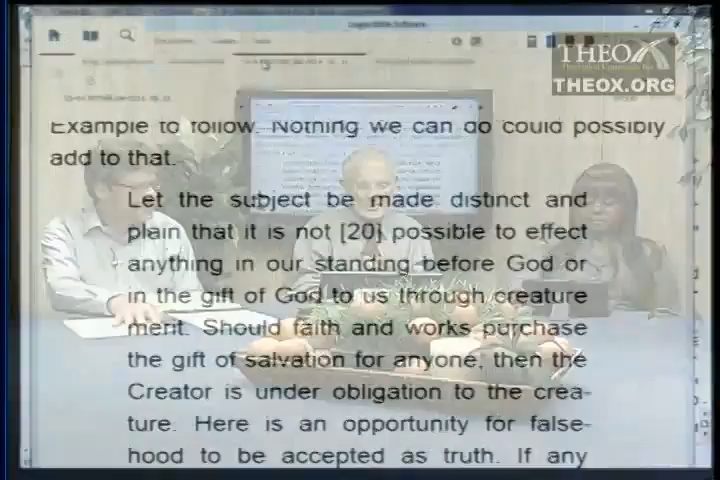 THEOX
THEOX.ORG
Example to follow. Nothing we can do could possibly
add to that.
Let the subject be made distinct and
plain that it is not [20] possible to effect
anything in our standing before God or
in the gift of God to us through creature
merit. Should faith and works purchase
the gift of salvation for anyone, then the
Creator is under obligation to the crea-
ture. Here is an opportunity for false-
hood to be accepted as truth. If any